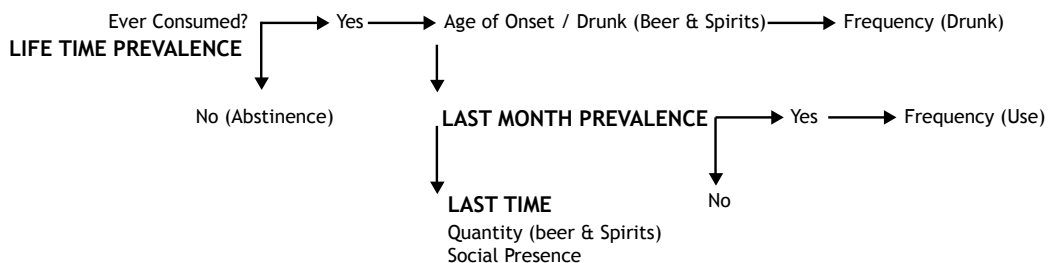 Ever Consumed? Yes Age of Onset / Drunk (Beer & Spirits) Frequency (Drunk)
LIFE TIME PREVALENCE
No (Abstinence) LAST MONTH PREVALENCE Yes Frequency (Use)
No
LAST TIME
Quantity (beer & Spirits)
Social Presence